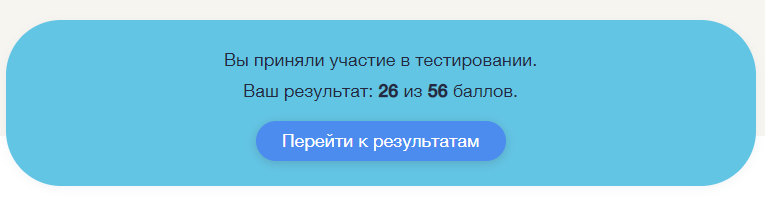 Вы приняли участие в тестировании.
Ваш результат: 26 из 56 баллов.
Перейти к результатам